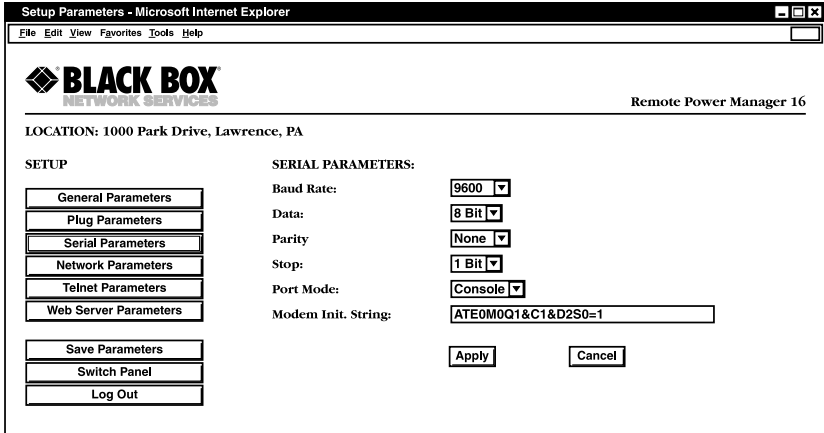 Setup Parameters - Microsoft Internet Explorer
File Edit View Favorites Tools Help
BLACK BOX®
NETWORK SERVICES
Remote Power Manager 16
LOCATION: 1000 Park Drive, Lawrence, PA
SETUP
General Parameters
Plug Parameters
Serial Parameters
Network Parameters
Telnet Parameters
Web Server Parameters
Save Parameters
Switch Panel
Log Out
SERIAL PARAMETERS:
Baud Rate: 9600
Data: 8 Bit
Parity None
Stop: 1 Bit
Port Mode: Console
Modem Init. String: ATE0M0Q1&C1&D2S0=1
Apply Cancel